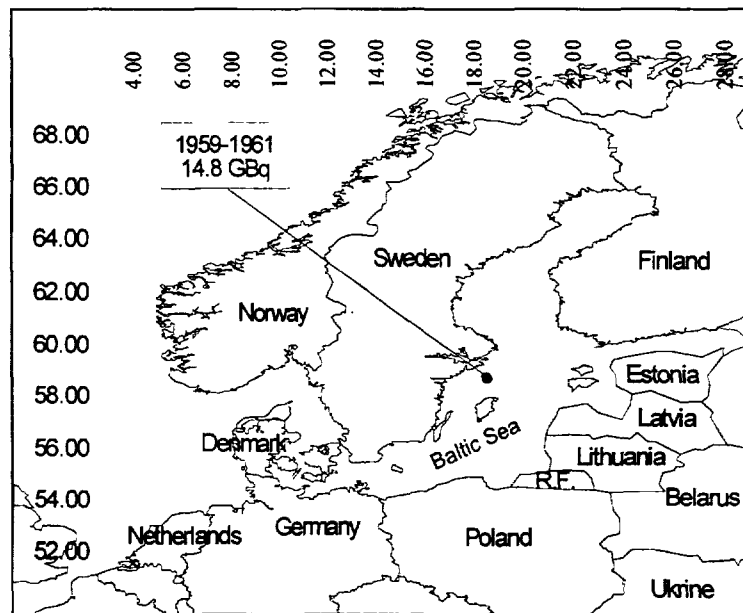 4.00
6.00
8.00
10.00
12.00
14.00
16.00
18.00
20.00
22.00
24.00
26.00
28.00
68.00
66.00
64.00
62.00
60.00
58.00
56.00
54.00
52.00
1959-1961
14.8 GBq
Sweden
Finland
Norway
Estonia
Latvia
Denmark
Baltic Sea
Lithuania
R.F.
Belarus
Netherlands
Germany
Poland
Ukrine